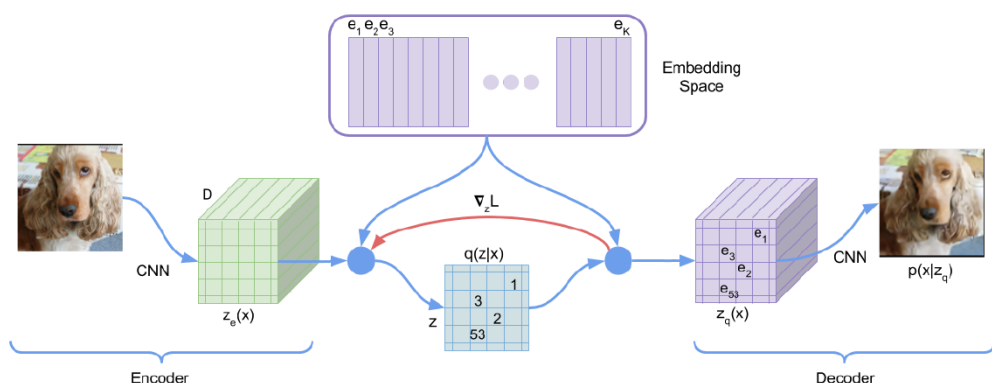 e1 e2 e3
eK
Embedding
Space
D
∇zL
CNN
q(z|x)
e1
e3
e2
e53
1
3
2
53
z
CNN
p(x|zq)
ze(x)
zq(x)
Encoder
Decoder